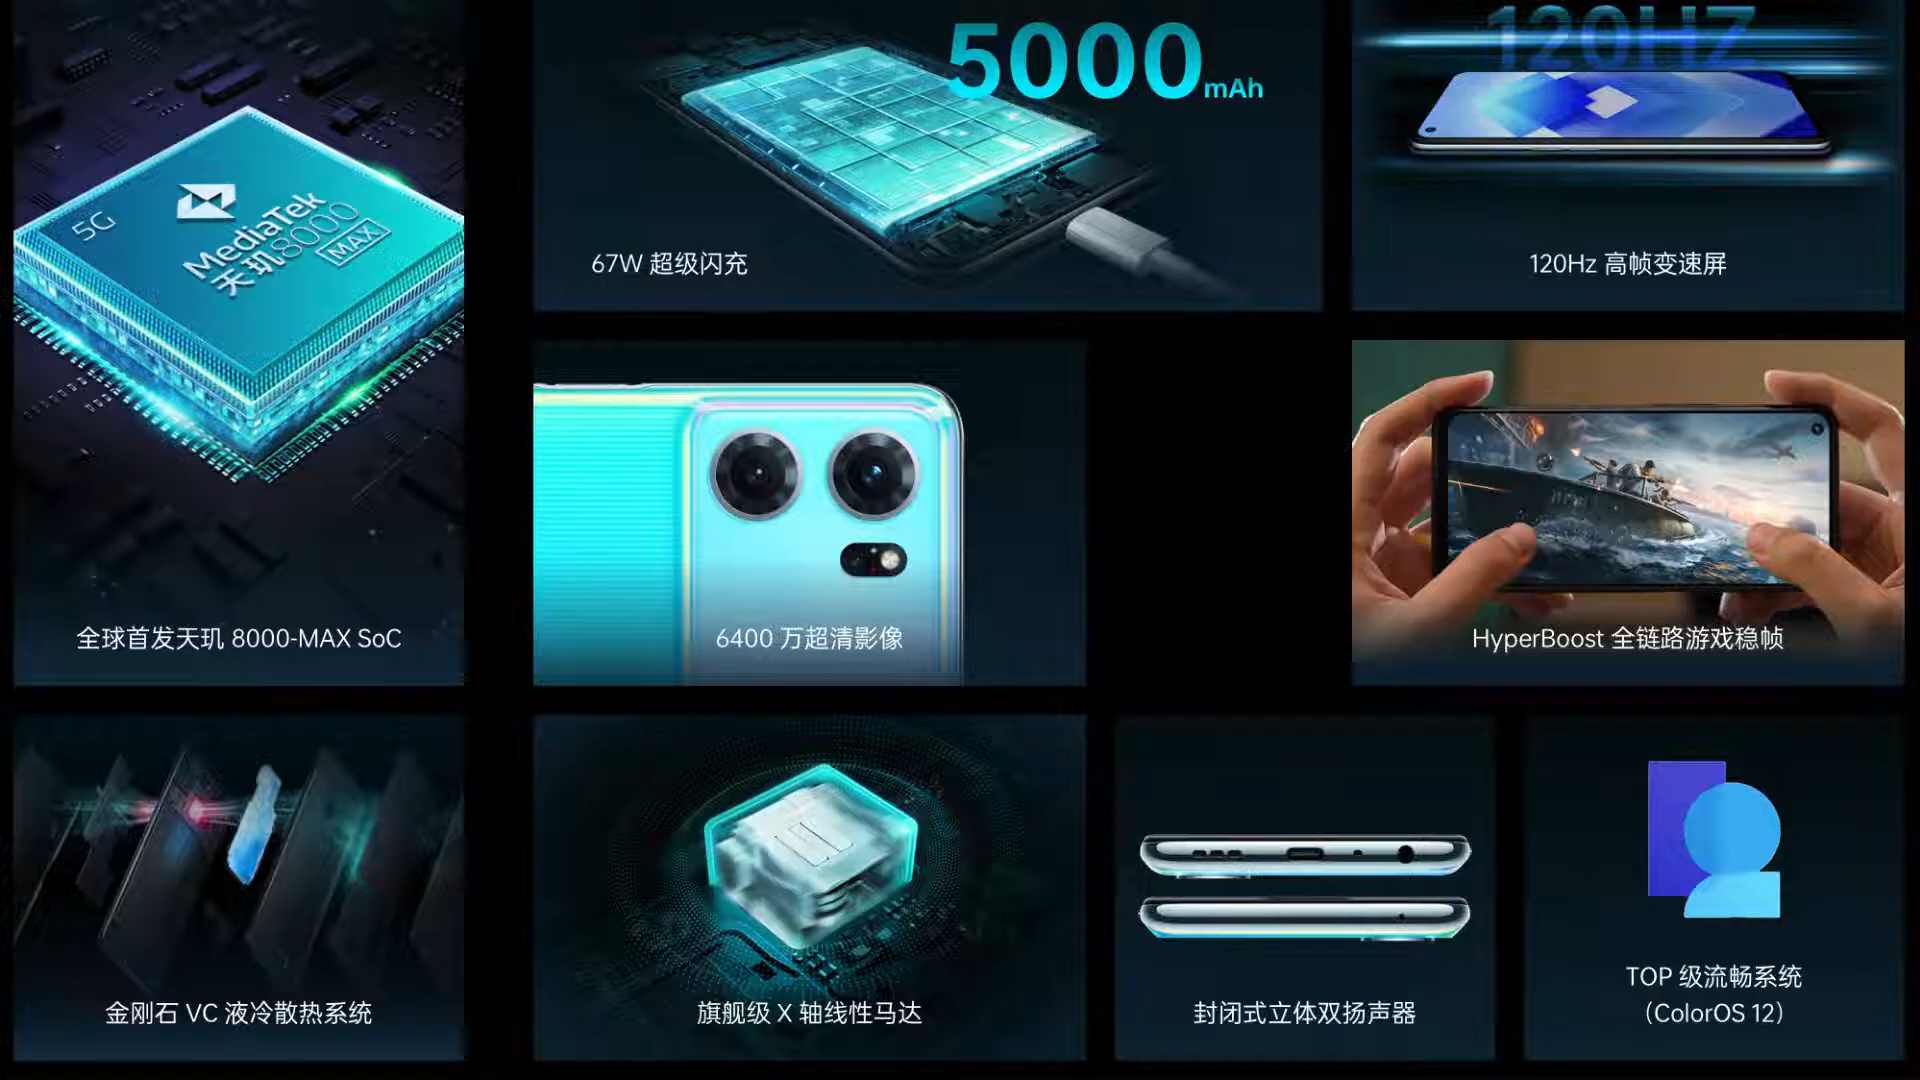 5G
MediaTek
天玑8000
MAX
全球首发天玑 8000-MAX SoC
5000mAh
67W 超级闪充
120HZ
120Hz 高帧变速屏
6400 万超清影像
HyperBoost 全链路游戏稳帧
金刚石 VC 液冷散热系统
旗舰级 X 轴线性马达
封闭式立体双扬声器
TOP 级流畅系统
（ColorOS 12）